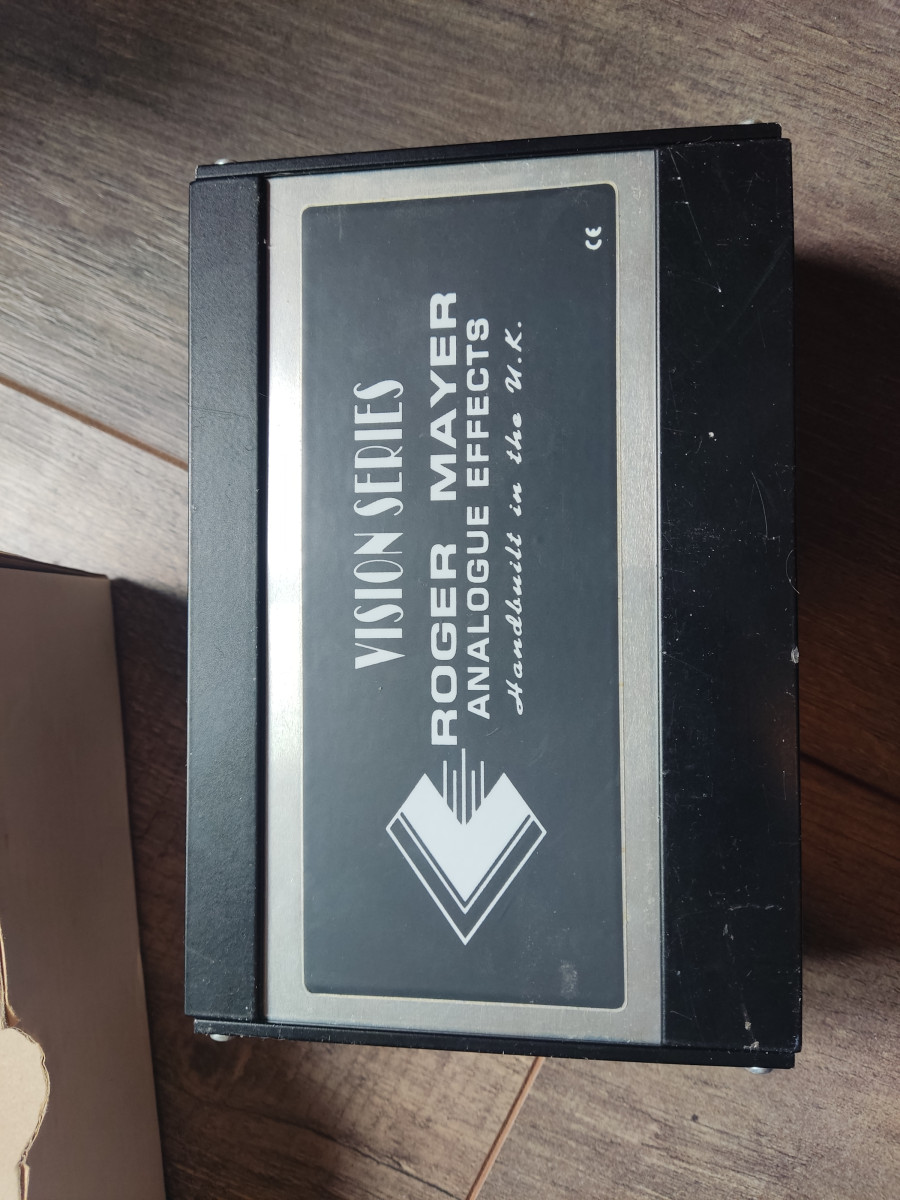 VISION SERIES
ROGER MAYER
ANALOGUE EFFECTS
Handbuilt in the U.K.
CE